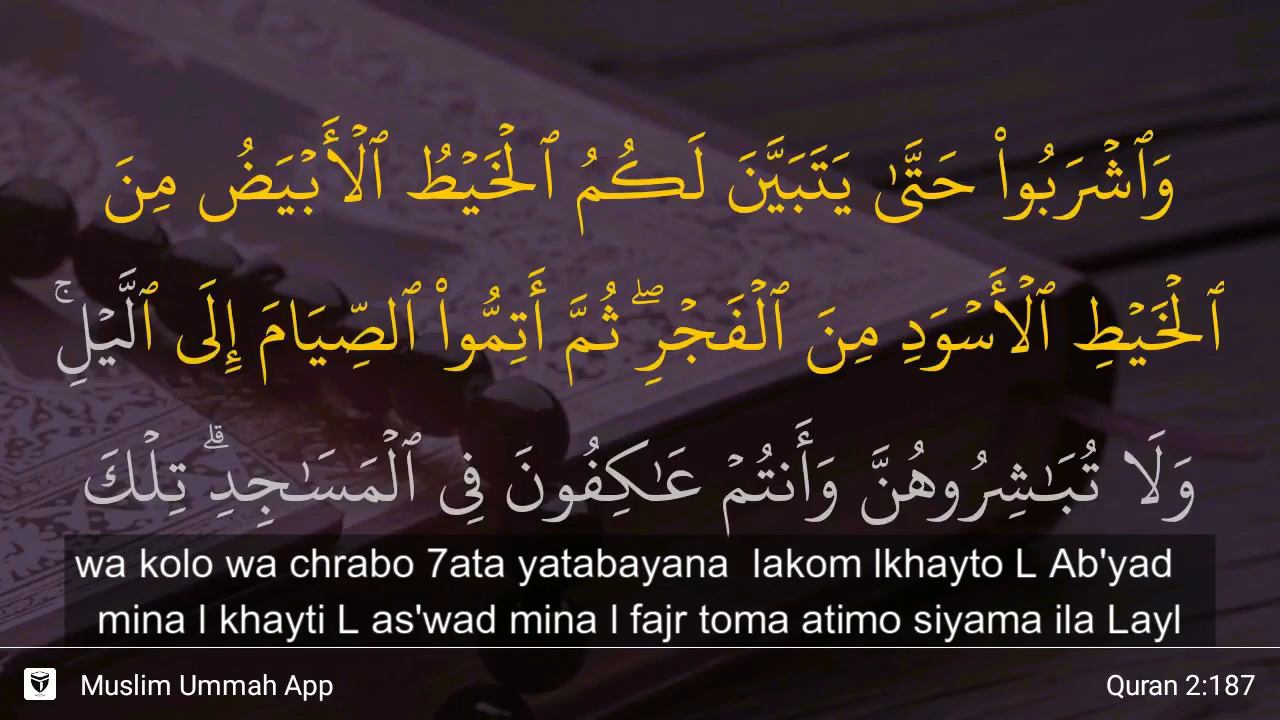 وَٱشْرَبُوا۟ حَتَّىٰ يَتَبَيَّنَ لَكُمُ ٱلْخَيْطُ ٱلْأَبْيَضُ مِنَ
ٱلْخَيْطِ ٱلْأَسْوَدِ مِنَ ٱلْفَجْرِ ۖ ثُمَّ أَتِمُّوا۟ ٱلصِّيَامَ إِلَى ٱلَّيْلِ ۚ
وَلَا تُبَـٰشِرُوهُنَّ وَأَنتُمْ عَـٰكِفُونَ فِى ٱلْمَسَـٰجِدِ ۗ تِلْكَ
wa kolo wa chrabo 7ata yatabayana lakom lkhayto L Ab'yad
mina l khayti L as'wad mina l fajr toma atimo siyama ila Layl
Muslim Ummah App
Quran 2:187